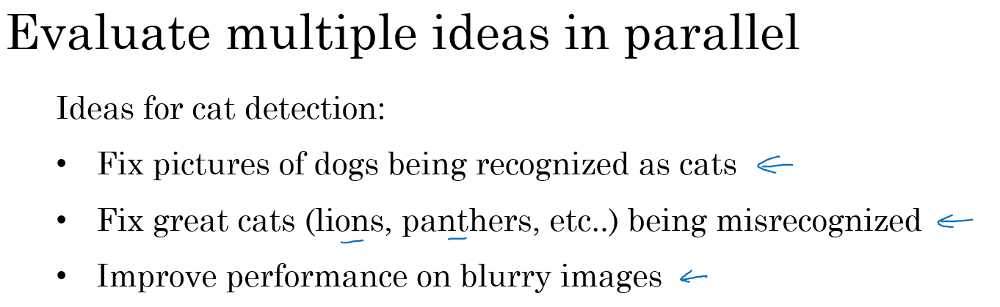 Evaluate multiple ideas in parallel
Ideas for cat detection:
• Fix pictures of dogs being recognized as cats
• Fix great cats (lions, panthers, etc..) being misrecognized
• Improve performance on blurry images